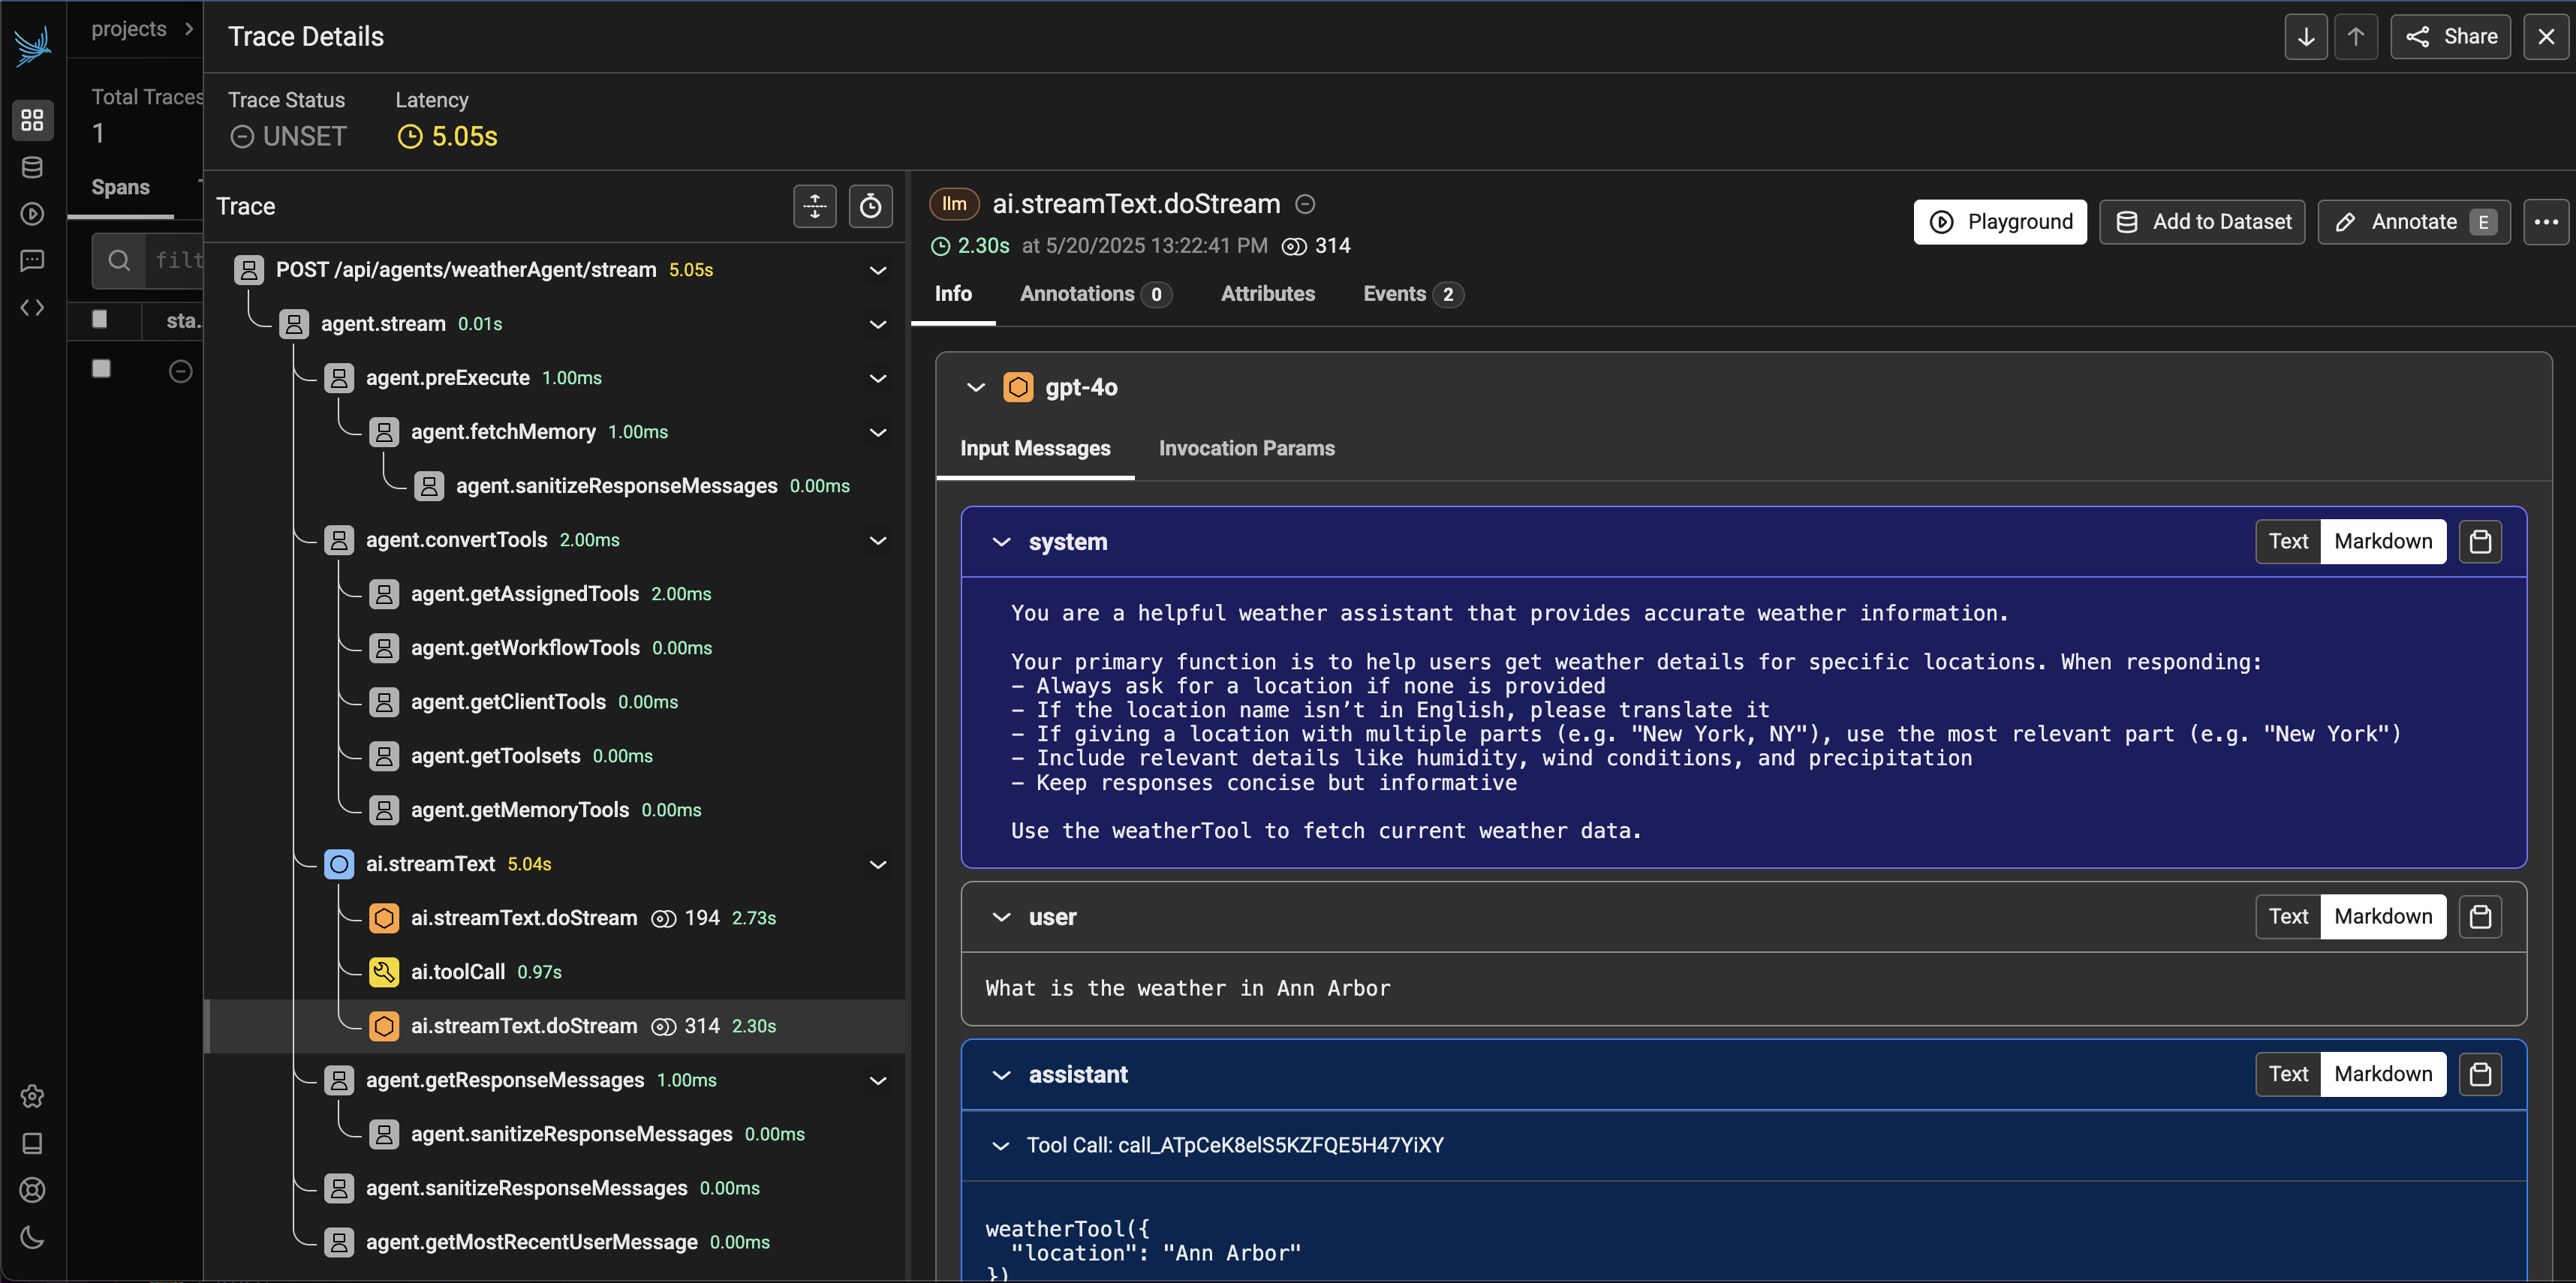 projects
Total Traces
1
Spans
filt
sta..
Trace Details
Share
Trace Status
UNSET
Latency
5.05s
Trace
POST /api/agents/weatherAgent/stream 5.05s
agent.stream 0.01s
agent.preExecute 1.00ms
agent.fetchMemory 1.00ms
agent.sanitizeResponseMessages 0.00ms
agent.convertTools 2.00ms
agent.getAssignedTools 2.00ms
agent.getWorkflowTools 0.00ms
agent.getClientTools 0.00ms
agent.getToolsets 0.00ms
agent.getMemoryTools 0.00ms
ai.streamText 5.04s
ai.streamText.doStream 194 2.73s
ai.toolCall 0.97s
ai.streamText.doStream 314 2.30s
agent.getResponseMessages 1.00ms
agent.sanitizeResponseMessages 0.00ms
agent.sanitizeResponseMessages 0.00ms
agent.getMostRecentUserMessage 0.00ms
llm ai.streamText.doStream
2.30s at 5/20/2025 13:22:41 PM 314
Playground
Add to Dataset
Annotate E
Info
Annotations 0
Attributes
Events 2
gpt-4o
Input Messages
Invocation Params
system
Text Markdown
You are a helpful weather assistant that provides accurate weather information.
Your primary function is to help users get weather details for specific locations. When responding:
– Always ask for a location if none is provided
– If the location name isn’t in English, please translate it
– If giving a location with multiple parts (e.g. "New York, NY"), use the most relevant part (e.g. "New York")
– Include relevant details like humidity, wind conditions, and precipitation
– Keep responses concise but informative
Use the weatherTool to fetch current weather data.
user
Text Markdown
What is the weather in Ann Arbor
assistant
Text Markdown
Tool Call: call_ATpCeK8elS5KZFQE5H47YiXY
weatherTool({
"location": "Ann Arbor"
})